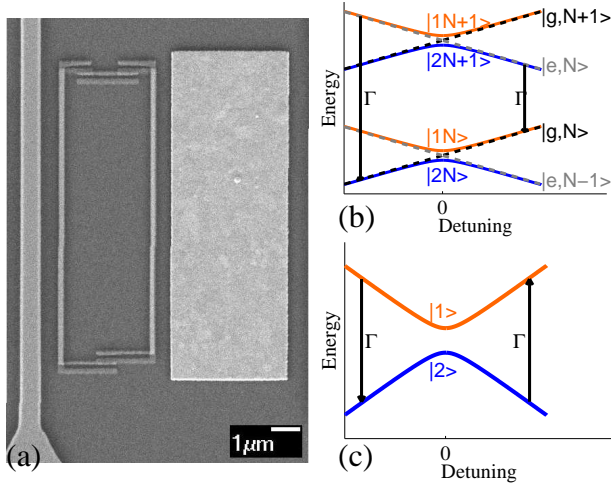 (a)
1µm
|1N+1>
|g,N+1>
|2N+1>
|e,N>
Γ
Γ
|1N>
|g,N>
|2N>
|e,N−1>
Energy
0
Detuning
(b)
|1>
Γ
Γ
|2>
Energy
0
Detuning
(c)